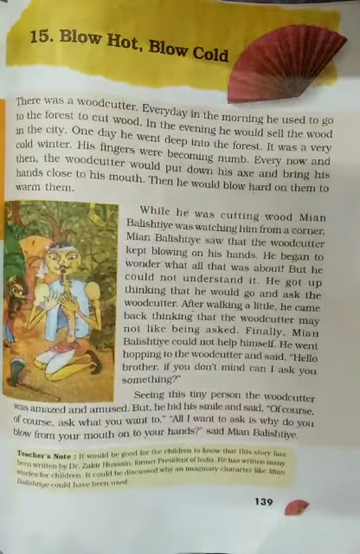 15. Blow Hot, Blow Cold
There was a woodcutter. Everyday in the morning he used to go
to the forest to cut wood. In the evening he would sell the wood
in the city. One day he went deep into the forest. It was a very
cold winter. His fingers were becoming numb. Every now and
then, the woodcutter would put down his axe and bring his
hands close to his mouth. Then he would blow hard on them to
warm them.
While he was cutting wood Mian
Balishtiye was watching him from a corner.
Mian Balishtiye saw that the woodcutter
kept blowing on his hands. He began to
wonder what all that was about! But he
could not understand it. He got up
thinking that he would go and ask the
woodcutter. After walking a little, he came
back thinking that the woodcutter may
not like being asked. Finally, Mian
Balishtiye could not help himself. He went
hopping to the woodcutter and said, "Hello
brother, if you don't mind can I ask you
something?"
Seeing this tiny person the woodcutter
was amazed and amused. But, he hid his smile and said, "Of course,
of course, ask what you want to." "All I want to ask is why do you
blow from your mouth on to your hands?" said Mian Balishtiye.
Teacher's Note : It would be good for the children to know that this story has
been written by Dr. Zakir Hussain, former President of India. He has written many
stories for children. It could be discussed why an imaginary character like Mian
Balishtiye could have been used.
139